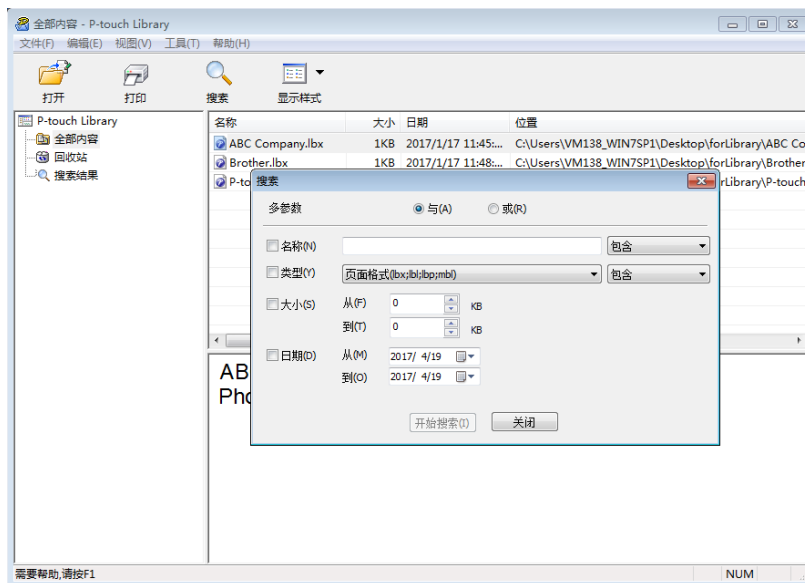 全部内容 - P-touch Library
文件(F) 编辑(E) 视图(V) 工具(T) 帮助(H)
打开 打印 搜索 显示样式
P-touch Library
全部内容
回收站
搜索结果
名称 大小 日期 位置
ABC Company.lbx 1KB 2017/1/17 11:45:... C:\Users\VM138_WIN7SP1\Desktop\forLibrary\ABC Co
Brother.lbx 1KB 2017/1/17 11:48:... C:\Users\VM138_WIN7SP1\Desktop\forLibrary\Brother
P-to rLibrary\P-touch
搜索
多参数 与(A) 或(R)
名称(N) 包含
类型(Y) 页面格式(lbx;lbl;lbp;mbl) 包含
大小(S) 从(F) 0 KB
到(T) 0 KB
日期(D) 从(M) 2017/ 4/19
到(O) 2017/ 4/19
开始搜索(I) 关闭
AB
Pho
需要帮助,请按F1 NUM